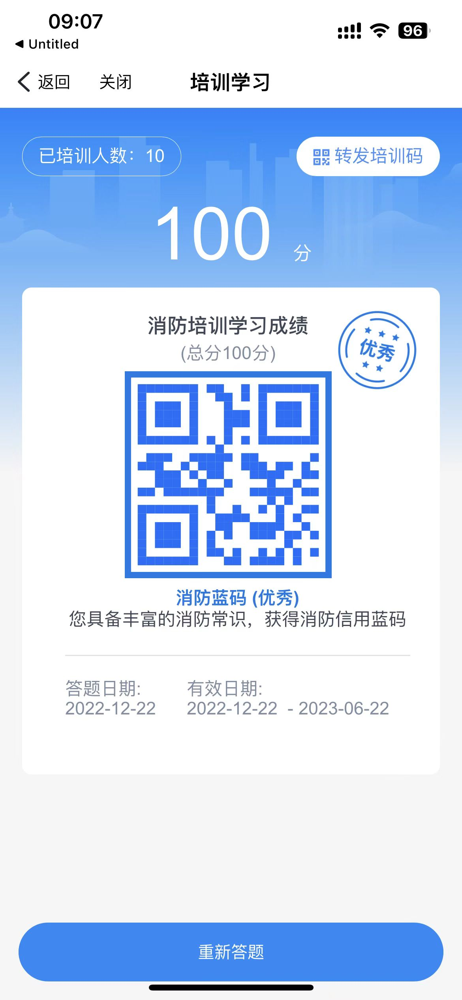 09:07
96
Untitled
返回
关闭
培训学习
已培训人数：10
转发培训码
100 分
消防培训学习成绩
(总分100分)
优秀
消防蓝码 (优秀)
您具备丰富的消防常识，获得消防信用蓝码
答题日期:
2022-12-22
有效日期:
2022-12-22 - 2023-06-22
重新答题